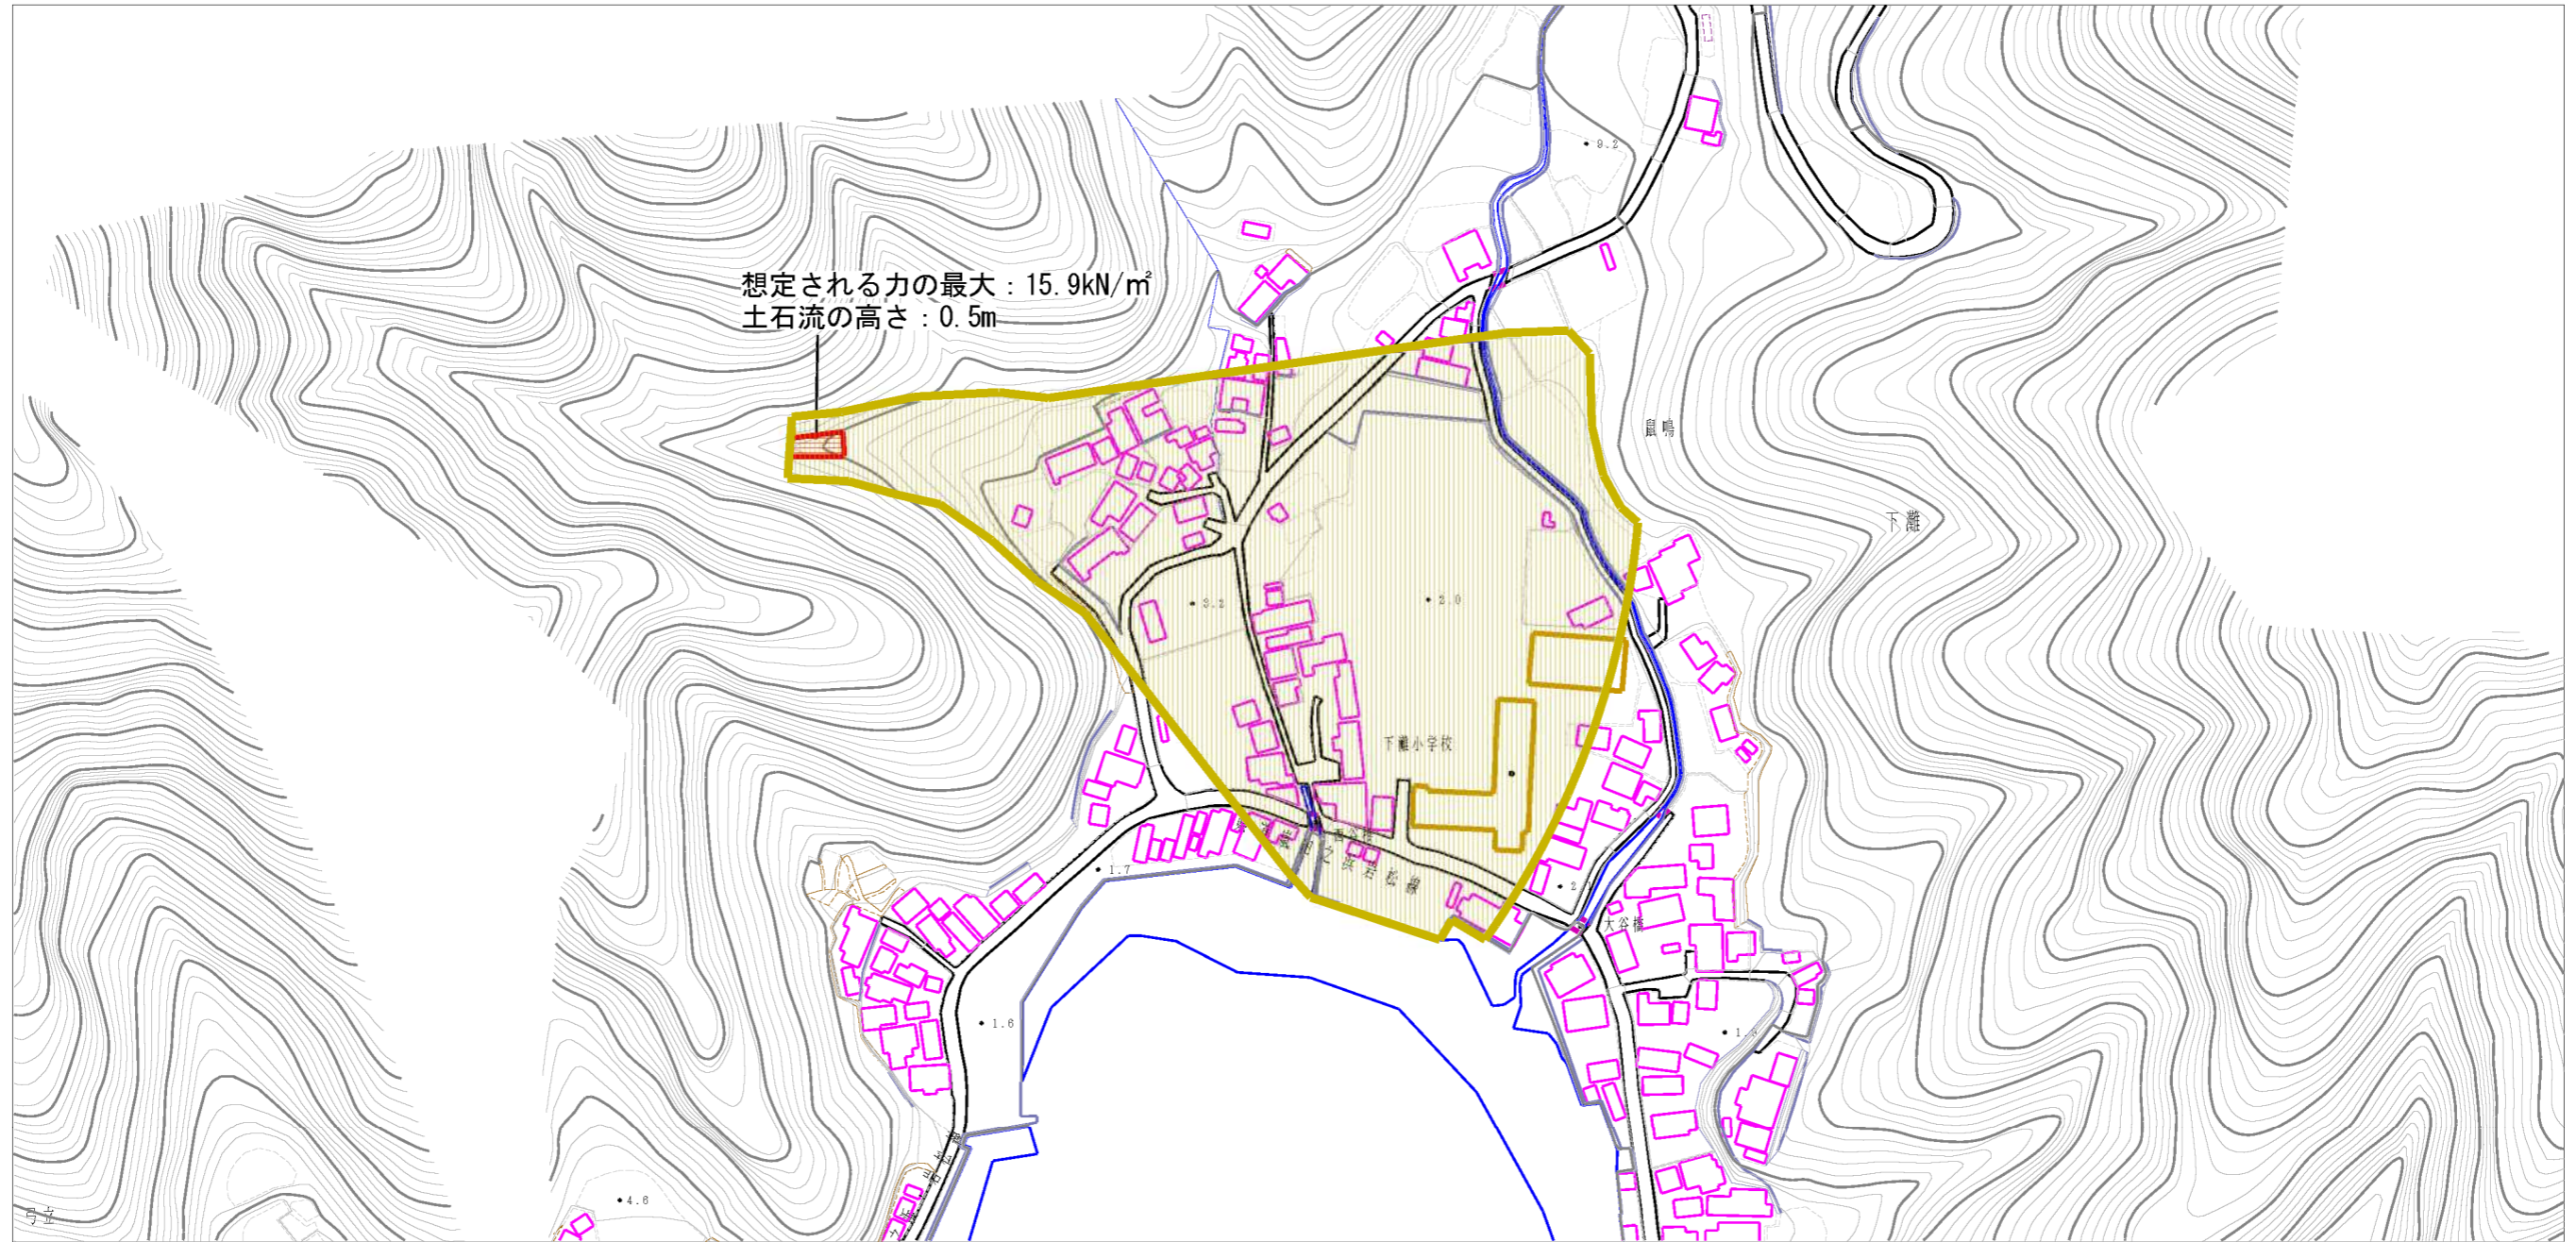 9.2
想定される力の最大：15.9kN/㎡
土石流の高さ：0.5m
鼠鳴
下灘
3.2
2.0
下灘小学校
1.7
大谷橋
1.6
4.6
弓立